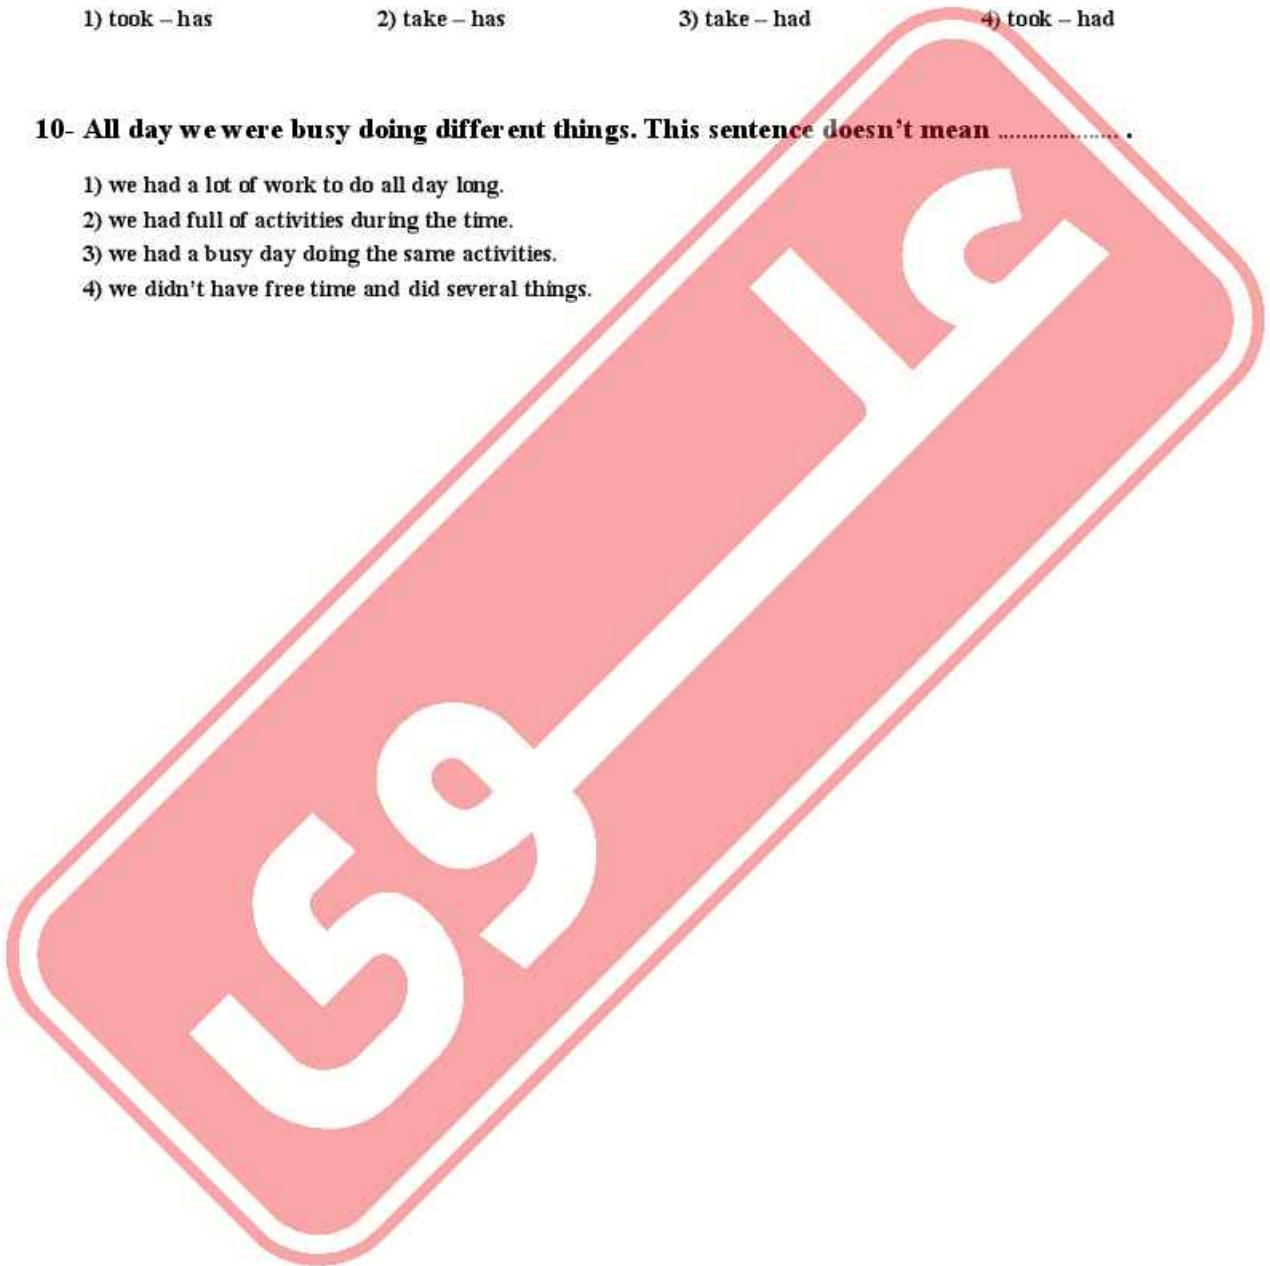 1) took – has 2) take – has 3) take – had 4) took – had
10- All day we were busy doing different things. This sentence doesn't mean .................... .
1) we had a lot of work to do all day long.
2) we had full of activities during the time.
3) we had a busy day doing the same activities.
4) we didn't have free time and did several things.
علوی